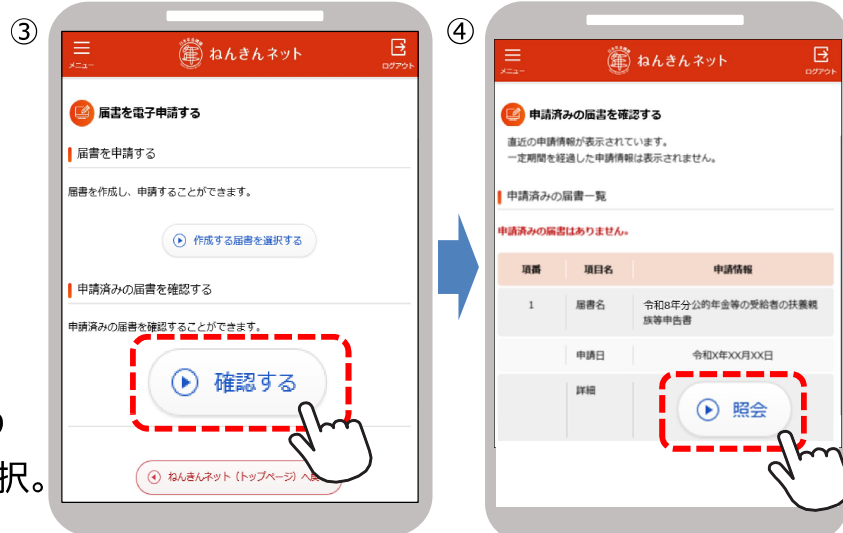 ③
メニュー
ねんきんネット
ログアウト
届書を電子申請する
届書を申請する
届書を作成し、申請することができます。
作成する届書を選択する
申請済みの届書を確認する
申請済みの届書を確認することができます。
確認する
ねんきんネット（トップページ）へ
択。
④
メニュー
ねんきんネット
ログアウト
申請済みの届書を確認する
直近の申請情報が表示されています。
一定期間を経過した申請情報は表示されません。
申請済みの届書一覧
申請済みの届書はありません。
項番 項目名 申請情報
1 届書名 令和8年分公的年金等の受給者の扶養親
族等申告書
申請日 令和X年XX月XX日
詳細 照会